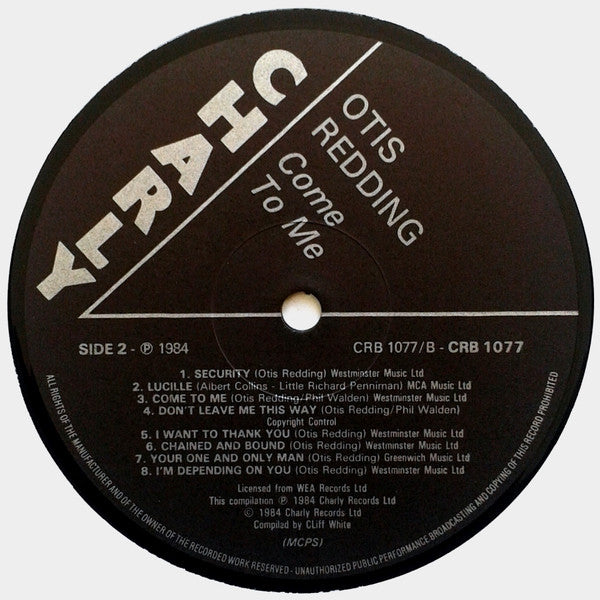 CHARLY
OTIS
REDDING
Come
To Me
SIDE 2 - ℗ 1984
CRB 1077/B - CRB 1077
1. SECURITY (Otis Redding) Westminster Music Ltd
2. LUCILLE (Albert Collins - Little Richard Penniman) MCA Music Ltd
3. COME TO ME (Otis Redding/Phil Walden) Westminster Music Ltd
4. DON'T LEAVE ME THIS WAY (Otis Redding/Phil Walden)
Copyright Control
5. I WANT TO THANK YOU (Otis Redding) Westminster Music Ltd
6. CHAINED AND BOUND (Otis Redding) Westminster Music Ltd
7. YOUR ONE AND ONLY MAN (Otis Redding) Greenwich Music Ltd
8. I'M DEPENDING ON YOU (Otis Redding) Westminster Music Ltd
Licensed from WEA Records Ltd
This compilation ℗ 1984 Charly Records Ltd
© 1984 Charly Records Ltd
Compiled by Cliff White
(MCPS)
ALL RIGHTS OF THE MANUFACTURER AND OF THE OWNER OF THE RECORDED WORK RESERVED - UNAUTHORIZED PUBLIC PERFORMANCE BROADCASTING AND COPYING OF THIS RECORD PROHIBITED